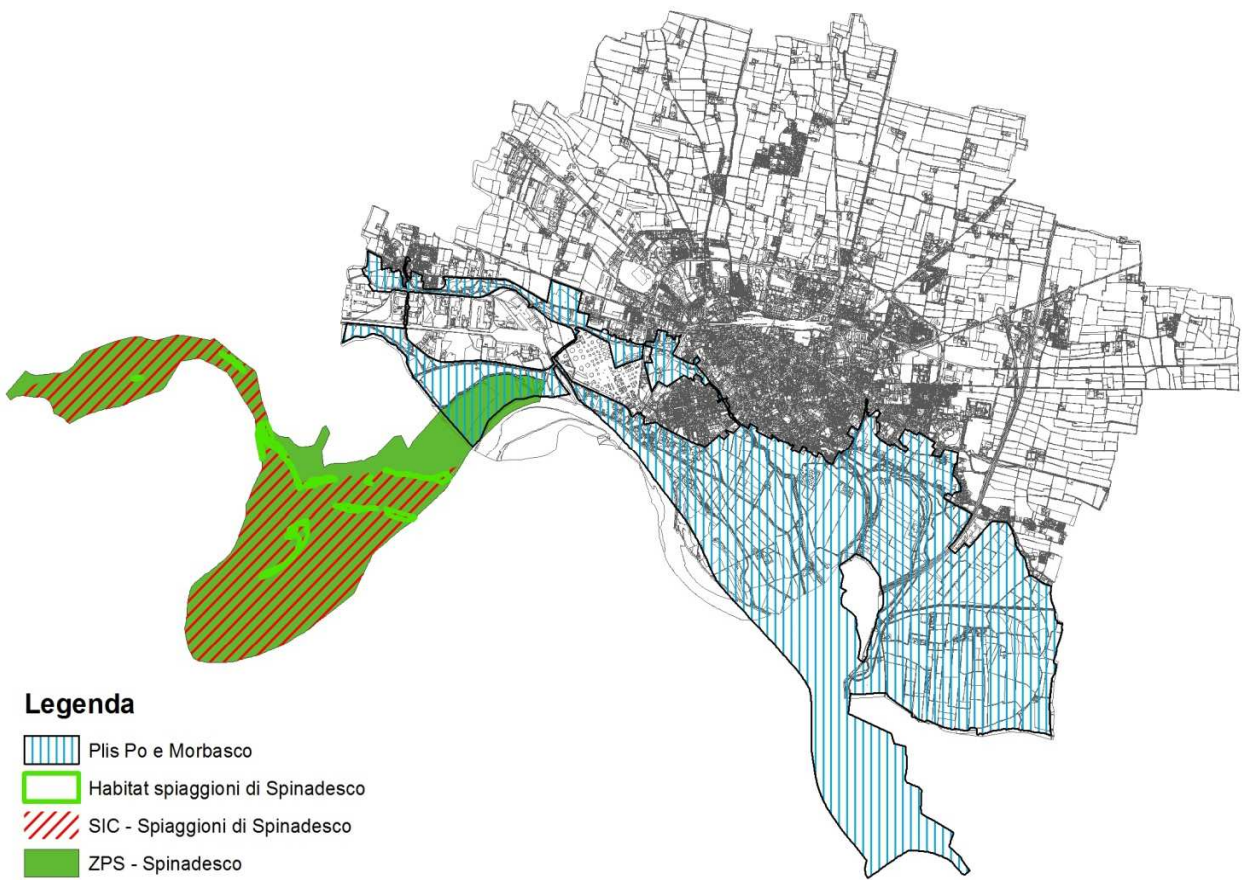 Legenda
Plis Po e Morbasco
Habitat spiaggioni di Spinadesco
SIC - Spiaggioni di Spinadesco
ZPS - Spinadesco